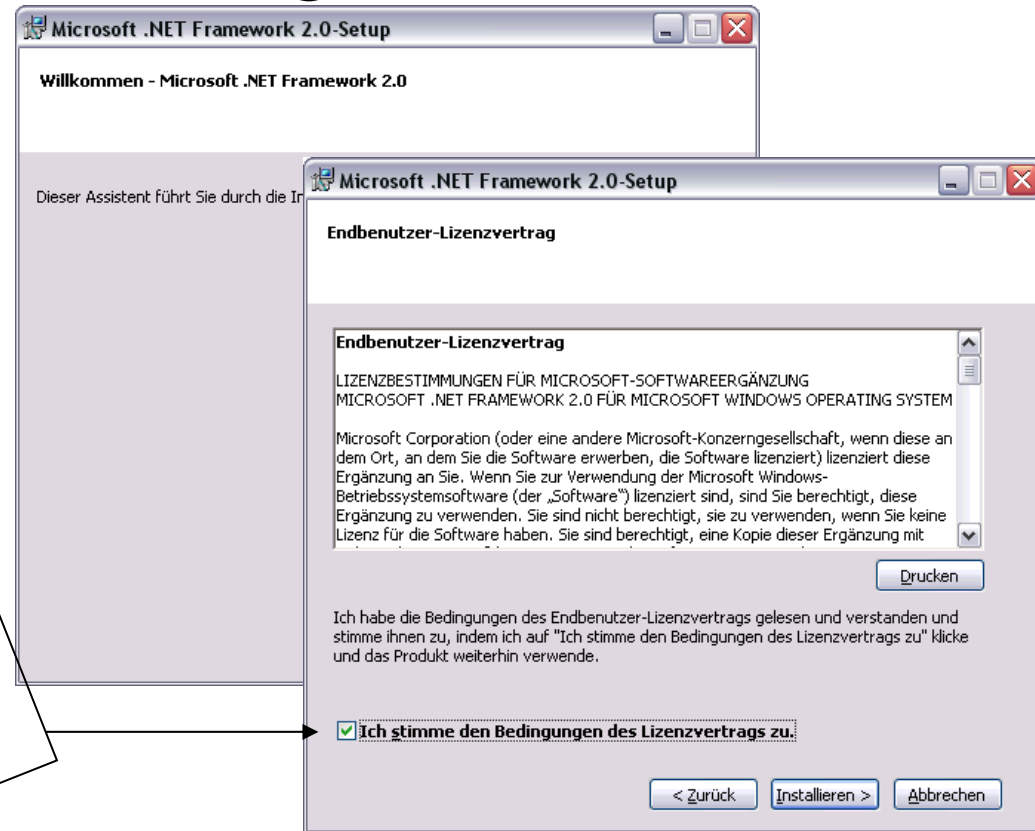 Microsoft .NET Framework 2.0-Setup
Willkommen - Microsoft .NET Framework 2.0
Dieser Assistent führt Sie durch die
Microsoft .NET Framework 2.0-Setup
Endbenutzer-Lizenzvertrag
Endbenutzer-Lizenzvertrag
LIZENZBESTIMMUNGEN FÜR MICROSOFT-SOFTWAREERGÄNZUNG
MICROSOFT .NET FRAMEWORK 2.0 FÜR MICROSOFT WINDOWS OPERATING SYSTEM
Microsoft Corporation (oder eine andere Microsoft-Konzerngesellschaft, wenn diese an
dem Ort, an dem Sie die Software erwerben, die Software lizenziert) lizenziert diese
Ergänzung an Sie. Wenn Sie zur Verwendung der Microsoft Windows-
Betriebssystemsoftware (der „Software“) lizenziert sind, sind Sie berechtigt, diese
Ergänzung zu verwenden. Sie sind nicht berechtigt, sie zu verwenden, wenn Sie keine
Lizenz für die Software haben. Sie sind berechtigt, eine Kopie dieser Ergänzung mit
Drucken
Ich habe die Bedingungen des Endbenutzer-Lizenzvertrags gelesen und verstanden und
stimme ihnen zu, indem ich auf "Ich stimme den Bedingungen des Lizenzvertrags zu" klicke
und das Produkt weiterhin verwende.
Ich stimme den Bedingungen des Lizenzvertrags zu.
< Zurück
Installieren >
Abbrechen